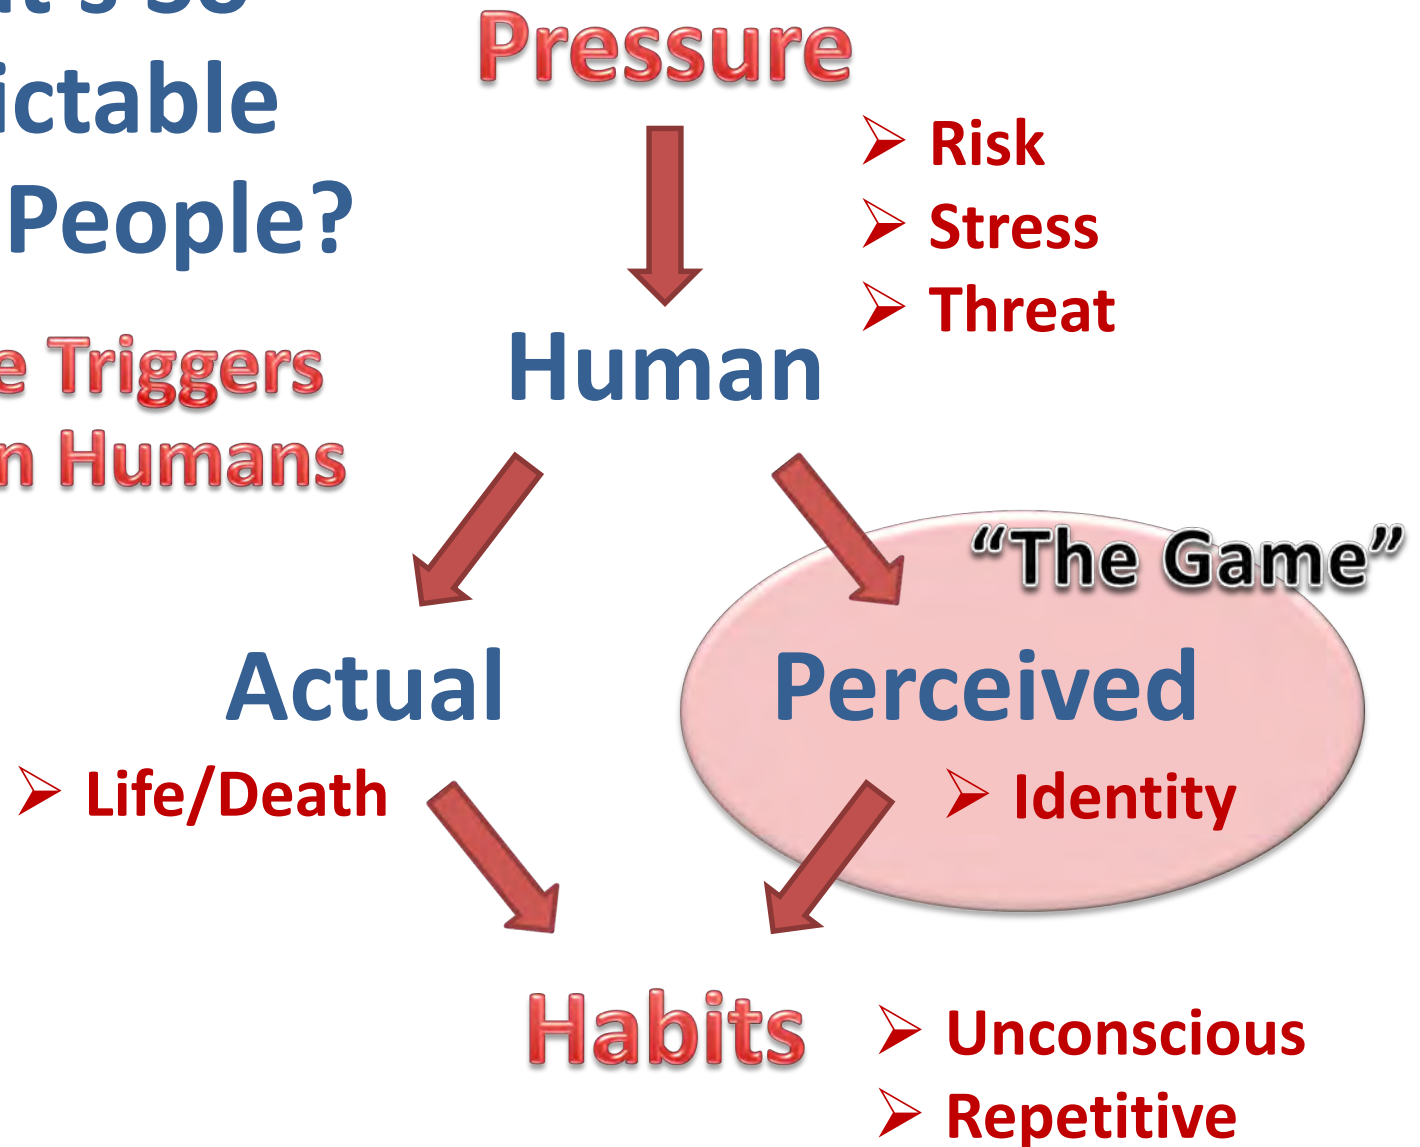 Pressure
ictable
People?
➢ Risk
➢ Stress
➢ Threat
Human
Triggers
Humans
“The Game”
Actual
Perceived
➢ Life/Death
➢ Identity
Habits
➢ Unconscious
➢ Repetitive